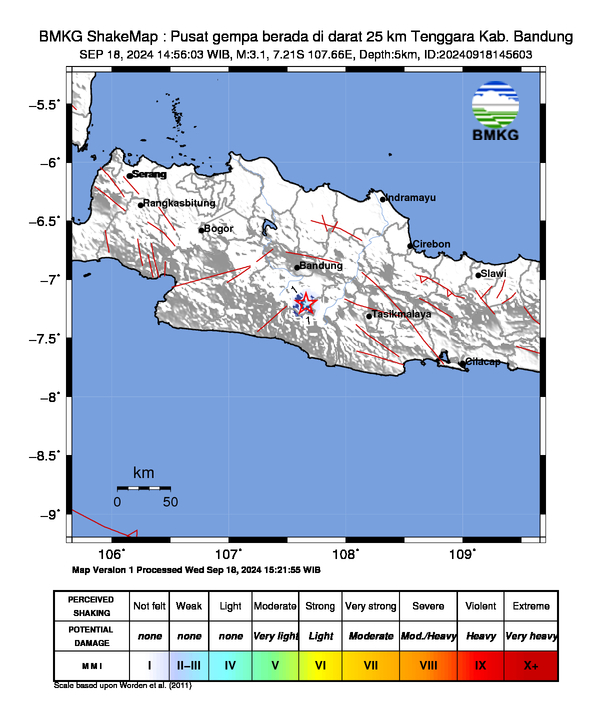 BMKG ShakeMap : Pusat gempa berada di darat 25 km Tenggara Kab. Bandung
SEP 18, 2024 14:56:03 WIB, M:3.1, 7.21S 107.66E, Depth:5km, ID:20240918145603
−5.5°
BMKG
−6°
Serang
Rangkasbitung
Indramayu
−6.5°
Bogor
Cirebon
Bandung
Slawi
−7°
1
Tasikmalaya
1
−7.5°
Cilacap
−8°
−8.5°
km
0 50
−9°
106° 107° 108° 109°
Map Version 1 Processed Wed Sep 18, 2024 15:21:55 WIB
PERCEIVED SHAKING Not felt Weak Light Moderate Strong Very strong Severe Violent Extreme
POTENTIAL DAMAGE none none none Very light Light Moderate Mod./Heavy Heavy Very heavy
MMI I II–III IV V VI VII VIII IX X+
Scale based upon Worden et al. (2011)